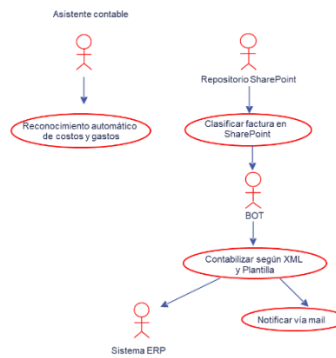 Asistente contable
Repositorio SharePoint
Reconocimiento automático
de costos y gastos
Clasificar factura en
SharePoint
BOT
Contabilizar según XML
y Plantilla
Notificar vía mail
Sistema ERP